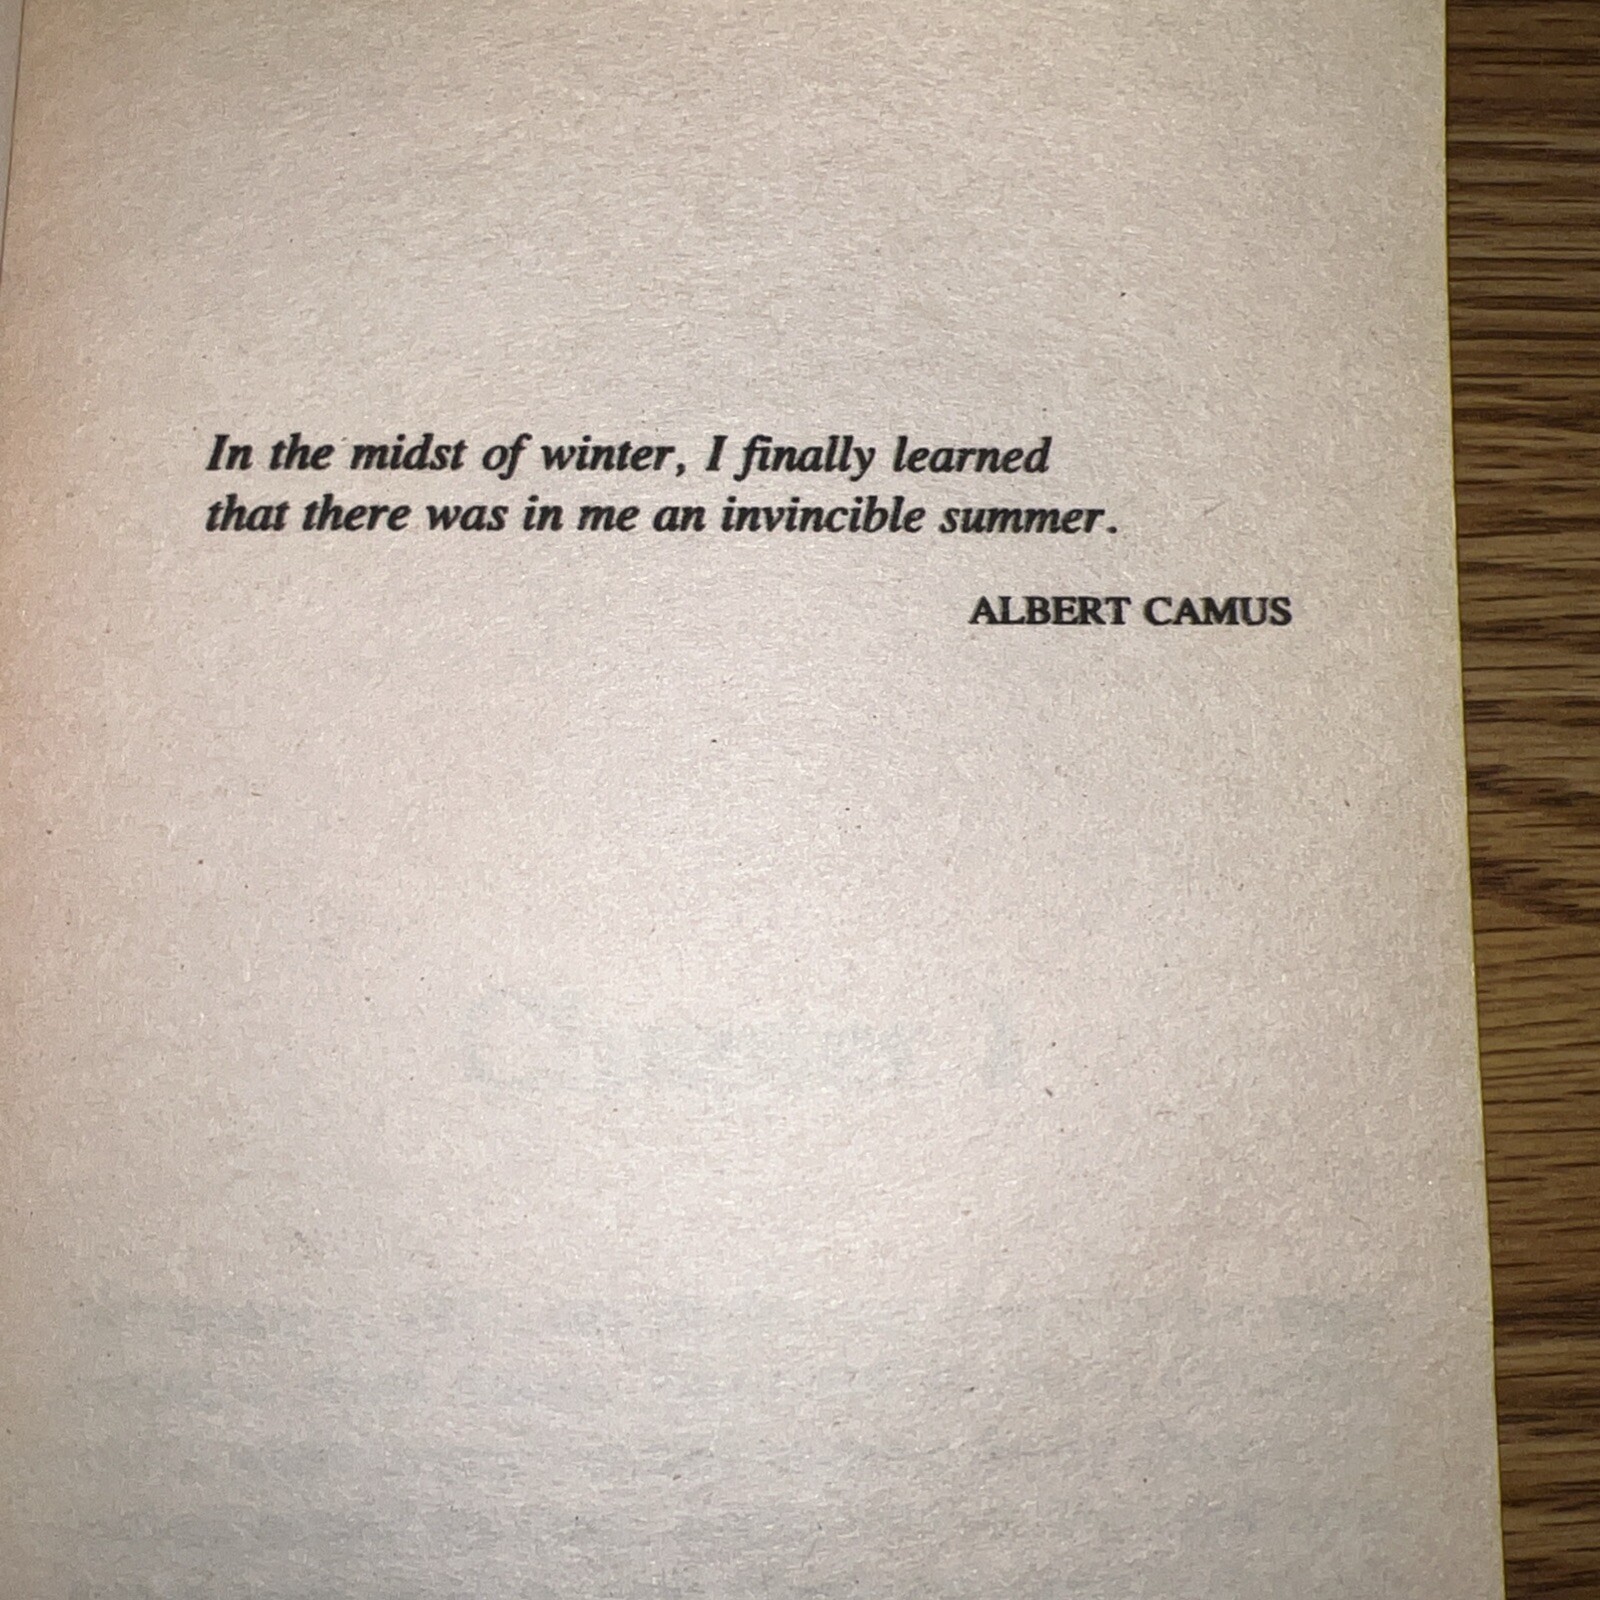 In the midst of winter, I finally learned
that there was in me an invincible summer.
ALBERT CAMUS